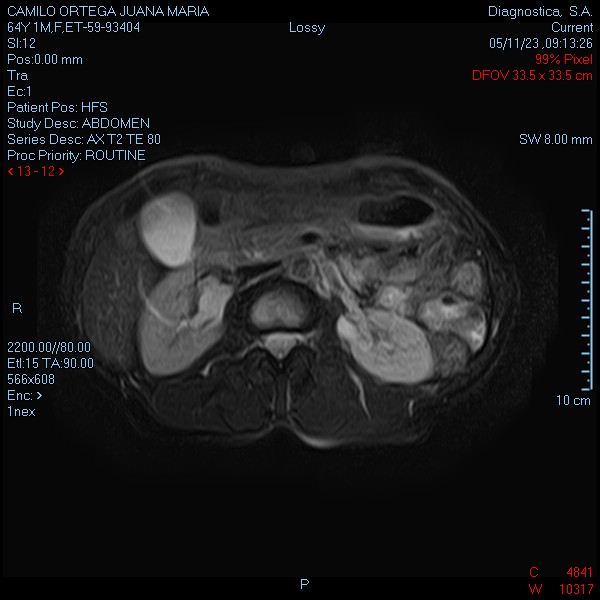 CAMILO ORTEGA JUANA MARIA
64Y 1M,F,ET-59-93404
Sl:12
Pos:0.00 mm
Tra
Ec:1
Patient Pos: HFS
Study Desc: ABDOMEN
Series Desc: AX T2 TE 80
Proc Priority: ROUTINE
< 13 - 12 >
Lossy
Diagnostica, S.A.
Current
05/11/23 ,09:13:26
99% Pixel
DFOV 33.5 x 33.5 cm
SW 8.00 mm
R
2200.00//80.00
Etl:15 TA:90.00
566x608
Enc: >
1nex
10 cm
P
C 4841
W 10317